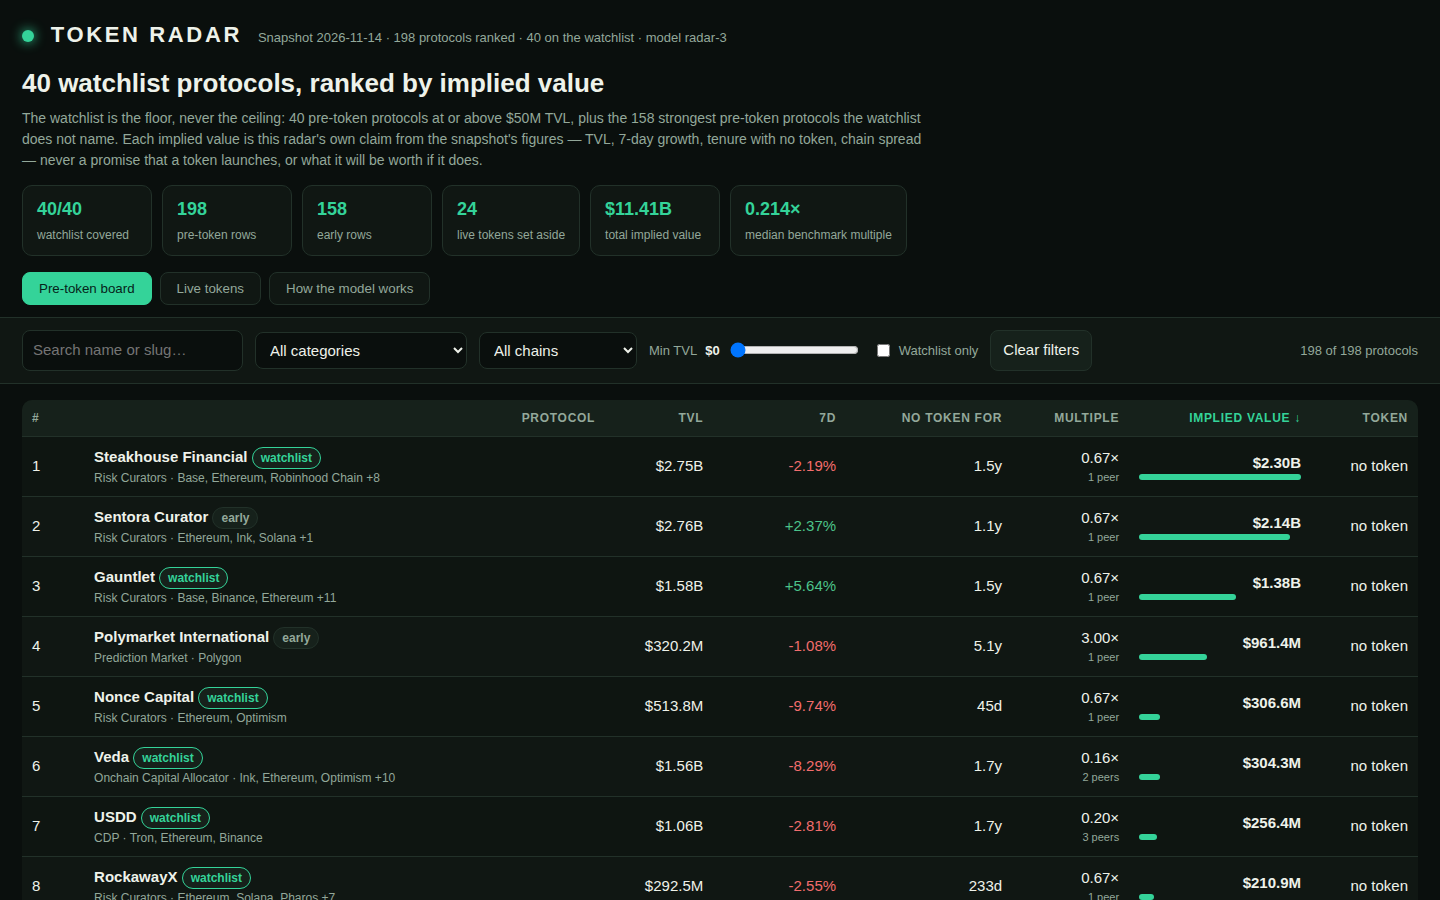 TOKEN RADAR Snapshot 2026-11-14 · 198 protocols ranked · 40 on the watchlist · model radar-3
40 watchlist protocols, ranked by implied value
The watchlist is the floor, never the ceiling: 40 pre-token protocols at or above $50M TVL, plus the 158 strongest pre-token protocols the watchlist
does not name. Each implied value is this radar's own claim from the snapshot's figures — TVL, 7-day growth, tenure with no token, chain spread
— never a promise that a token launches, or what it will be worth if it does.
40/40 198 158 24 $11.41B 0.214×
watchlist covered pre-token rows early rows live tokens set aside total implied value median benchmark multiple
Pre-token board Live tokens How the model works
Search name or slug… All categories All chains Min TVL $0 Watchlist only Clear filters 198 of 198 protocols
# PROTOCOL TVL 7D NO TOKEN FOR MULTIPLE IMPLIED VALUE ↓ TOKEN
1 Steakhouse Financial watchlist $2.75B -2.19% 1.5y 0.67× $2.30B no token
Risk Curators · Base, Ethereum, Robinhood Chain +8 1 peer
2 Sentora Curator early $2.76B +2.37% 1.1y 0.67× $2.14B no token
Risk Curators · Ethereum, Ink, Solana +1 1 peer
3 Gauntlet watchlist $1.58B +5.64% 1.5y 0.67× $1.38B no token
Risk Curators · Base, Binance, Ethereum +11 1 peer
4 Polymarket International early $320.2M -1.08% 5.1y 3.00× $961.4M no token
Prediction Market · Polygon 1 peer
5 Nonce Capital watchlist $513.8M -9.74% 45d 0.67× $306.6M no token
Risk Curators · Ethereum, Optimism 1 peer
6 Veda watchlist $1.56B -8.29% 1.7y 0.16× $304.3M no token
Onchain Capital Allocator · Ink, Ethereum, Optimism +10 2 peers
7 USDD watchlist $1.06B -2.81% 1.7y 0.20× $256.4M no token
CDP · Tron, Ethereum, Binance 3 peers
8 RockawayX watchlist $292.5M -2.55% 233d 0.67× $210.9M no token
Risk Curators · Ethereum, Solana, Pharos +7 1 peer